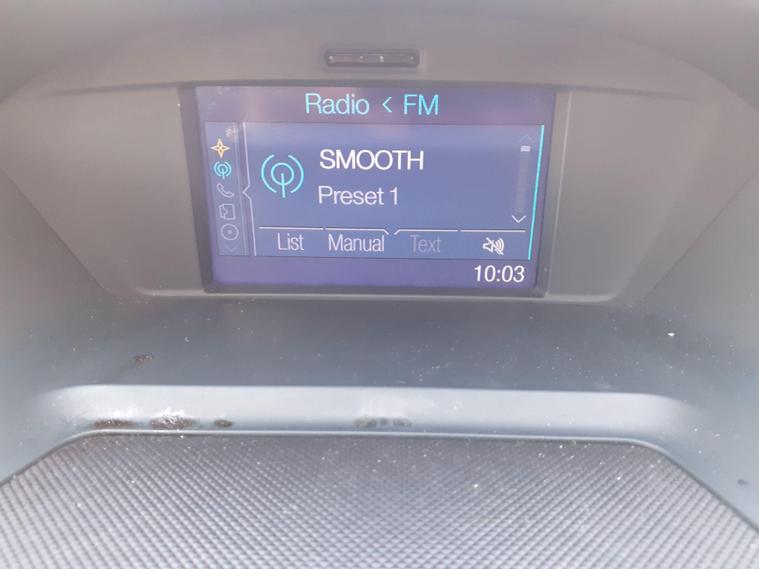 Radio < FM
SMOOTH
Preset 1
List Manual Text
10:03